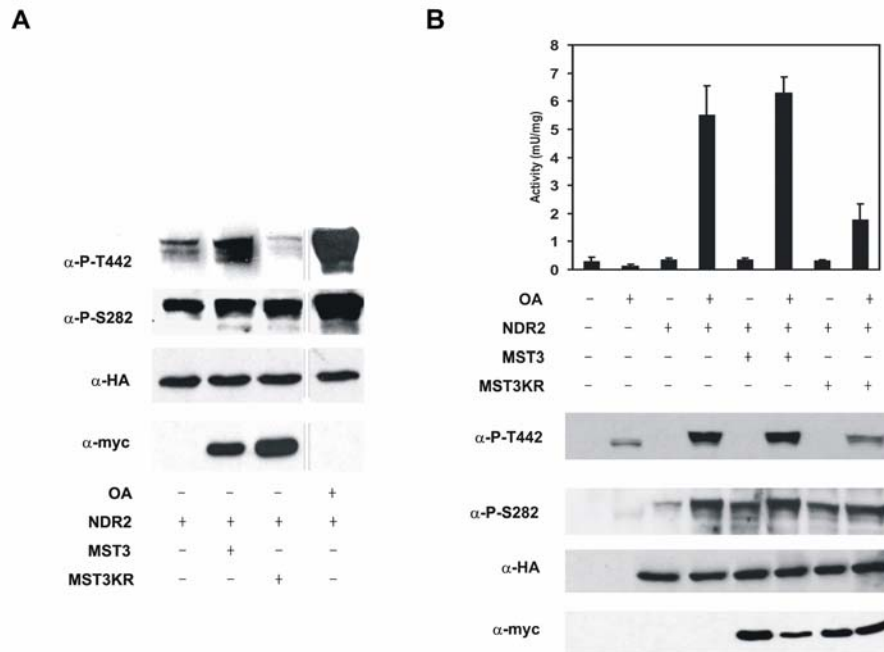 A
α-P-T442
α-P-S282
α-HA
α-myc
OA – – – +
NDR2 + + + +
MST3 – + – –
MST3KR – – + –
B
Activity (mU/mg)
8
7
6
5
4
3
2
1
0
OA – + – + – + – +
NDR2 – – + + + + + +
MST3 – – – – + + – –
MST3KR – – – – – – + +
α-P-T442
α-P-S282
α-HA
α-myc